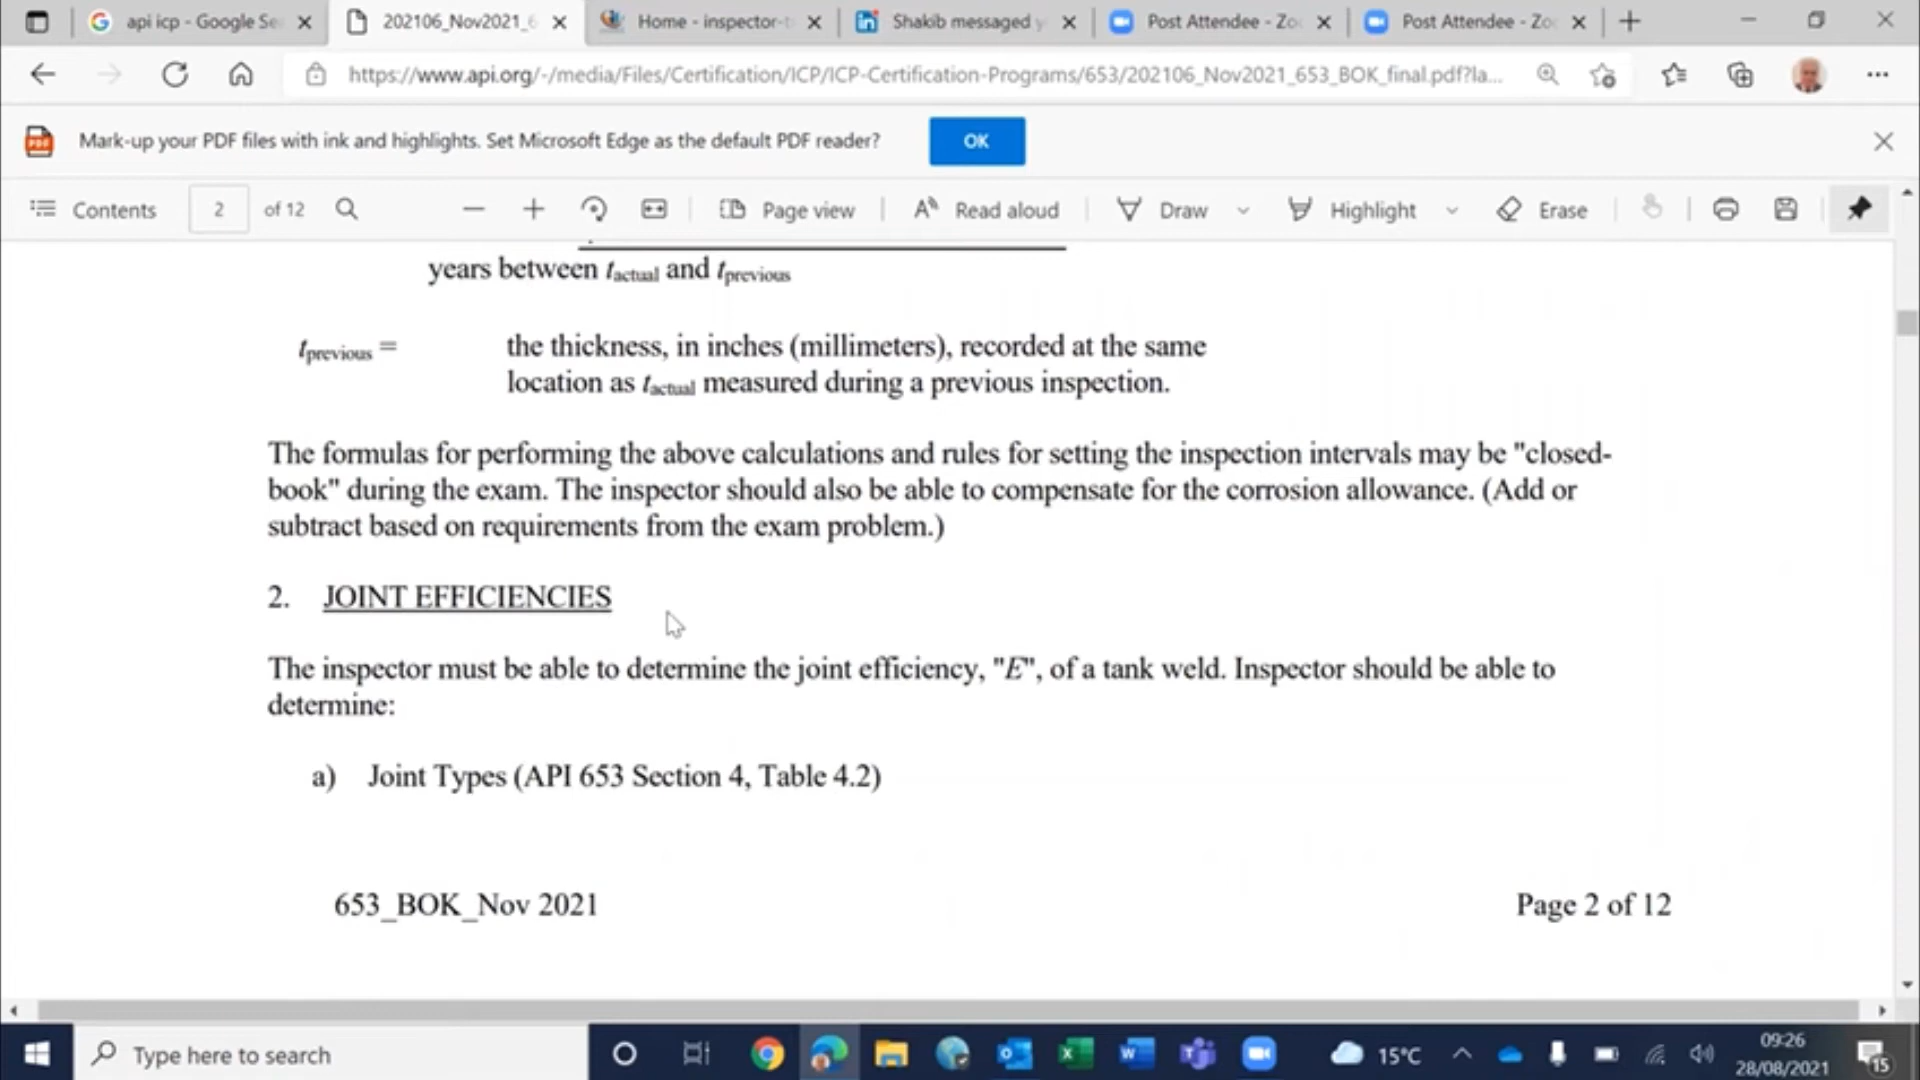 api icp - Google Se
202106_Nov2021_6
Home - inspector-t
Shakib messaged y
Post Attendee - Zoo
Post Attendee - Zoo
https://www.api.org/-/media/Files/Certification/ICP/ICP-Certification-Programs/653/202106_Nov2021_653_BOK_final.pdf?la...
Mark-up your PDF files with ink and highlights. Set Microsoft Edge as the default PDF reader?
OK
Contents 2 of 12 Page view Read aloud Draw Highlight Erase
years between tactual and tprevious
tprevious = the thickness, in inches (millimeters), recorded at the same
location as tactual measured during a previous inspection.
The formulas for performing the above calculations and rules for setting the inspection intervals may be "closed-
book" during the exam. The inspector should also be able to compensate for the corrosion allowance. (Add or
subtract based on requirements from the exam problem.)
2. JOINT EFFICIENCIES
The inspector must be able to determine the joint efficiency, "E", of a tank weld. Inspector should be able to
determine:
a) Joint Types (API 653 Section 4, Table 4.2)
653_BOK_Nov 2021
Page 2 of 12
Type here to search
15°C
09:26
28/08/2021
15